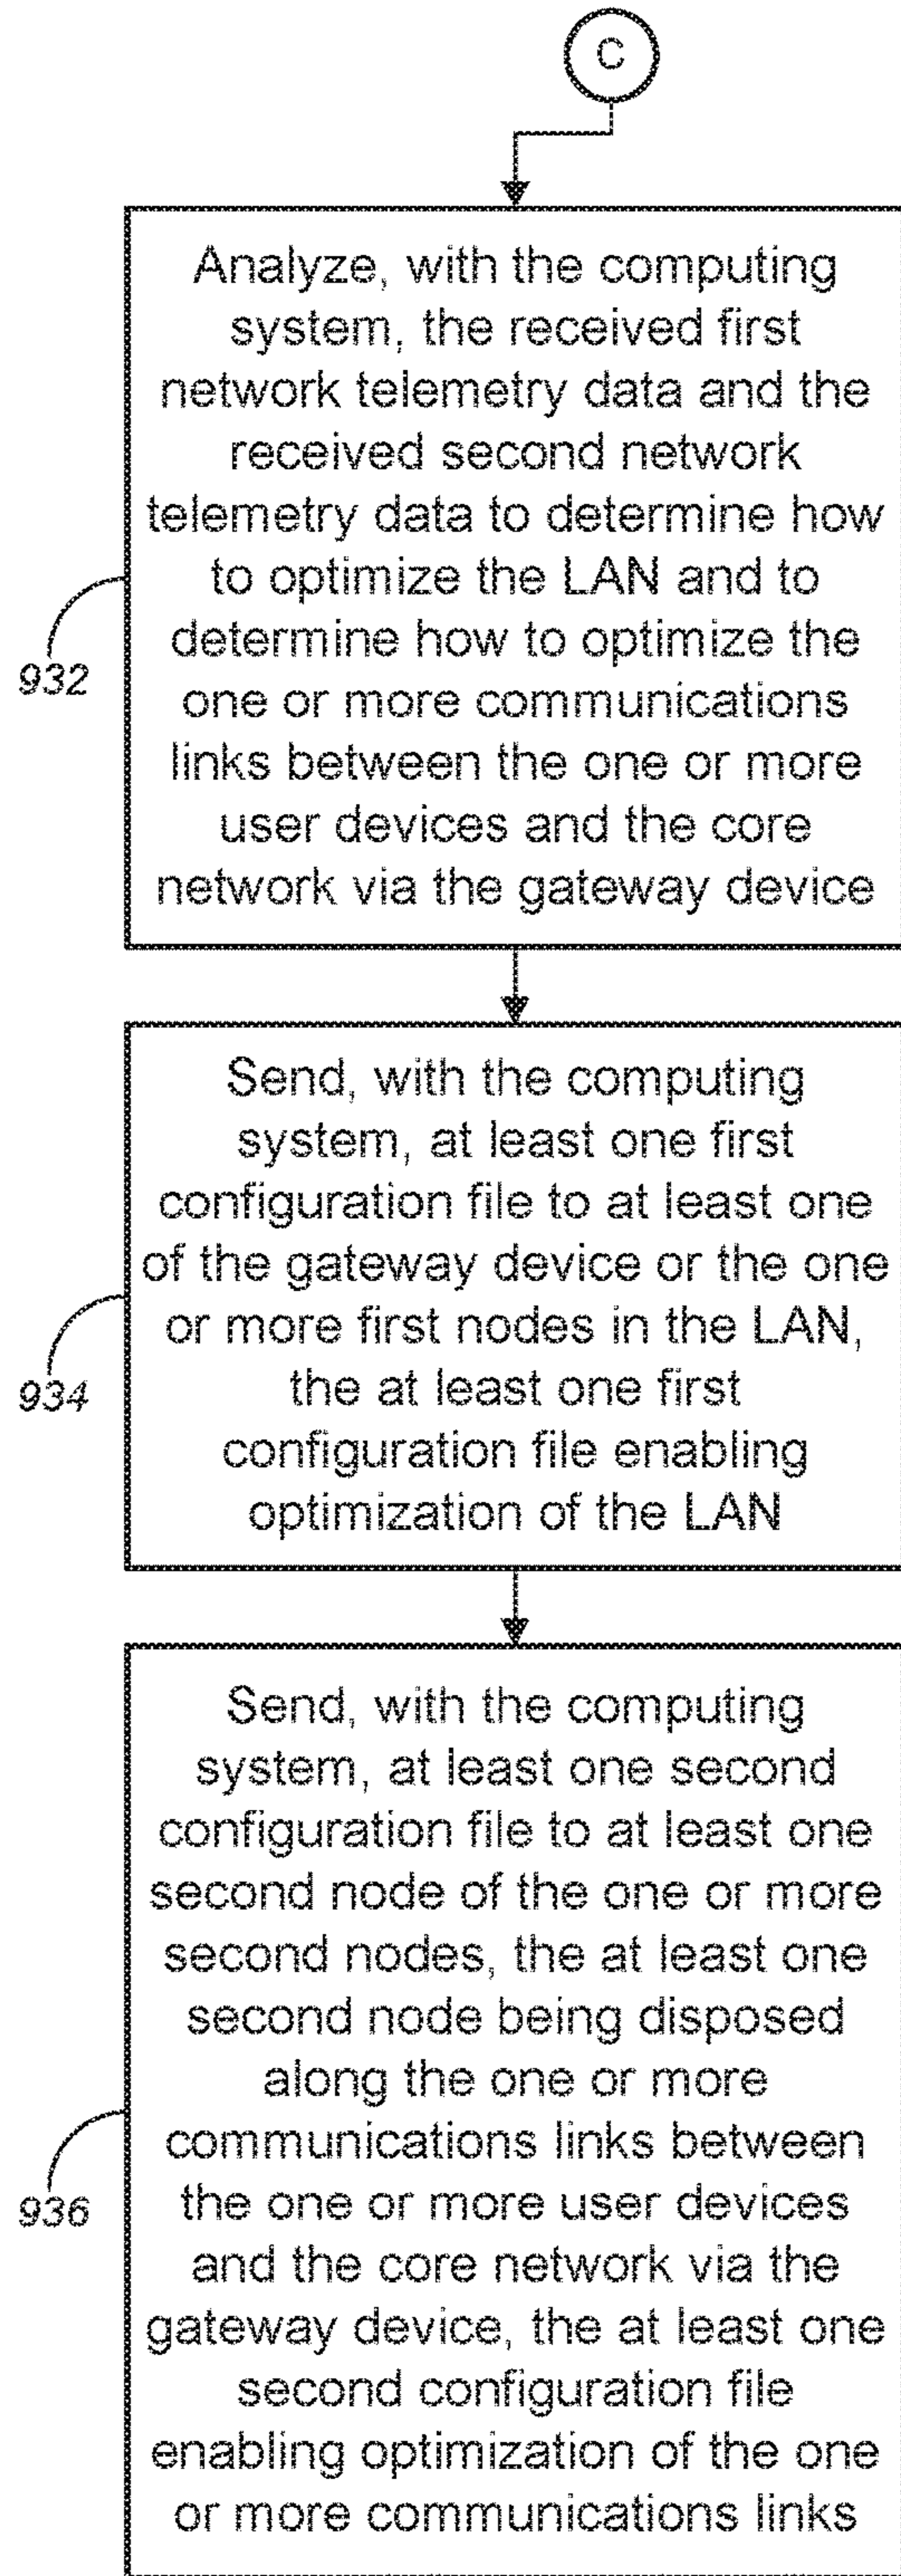 C
Analyze, with the computing
system, the received first
network telemetry data and the
received second network
telemetry data to determine how
to optimize the LAN and to
determine how to optimize the
one or more communications
links between the one or more
user devices and the core
network via the gateway device
932
Send, with the computing
system, at least one first
configuration file to at least one
of the gateway device or the one
or more first nodes in the LAN,
the at least one first
configuration file enabling
optimization of the LAN
934
Send, with the computing
system, at least one second
configuration file to at least one
second node of the one or more
second nodes, the at least one
second node being disposed
along the one or more
communications links between
the one or more user devices
and the core network via the
gateway device, the at least one
second configuration file
enabling optimization of the one
or more communications links
936